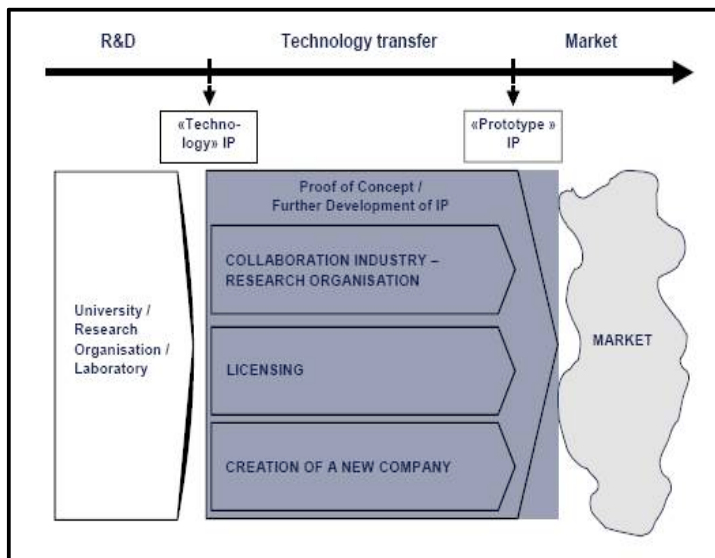 R&D
Technology transfer
Market
«Techno-
logy» IP
«Prototype »
IP
Proof of Concept /
Further Development of IP
COLLABORATION INDUSTRY –
RESEARCH ORGANISATION
University /
Research
Organisation /
Laboratory
LICENSING
MARKET
CREATION OF A NEW COMPANY